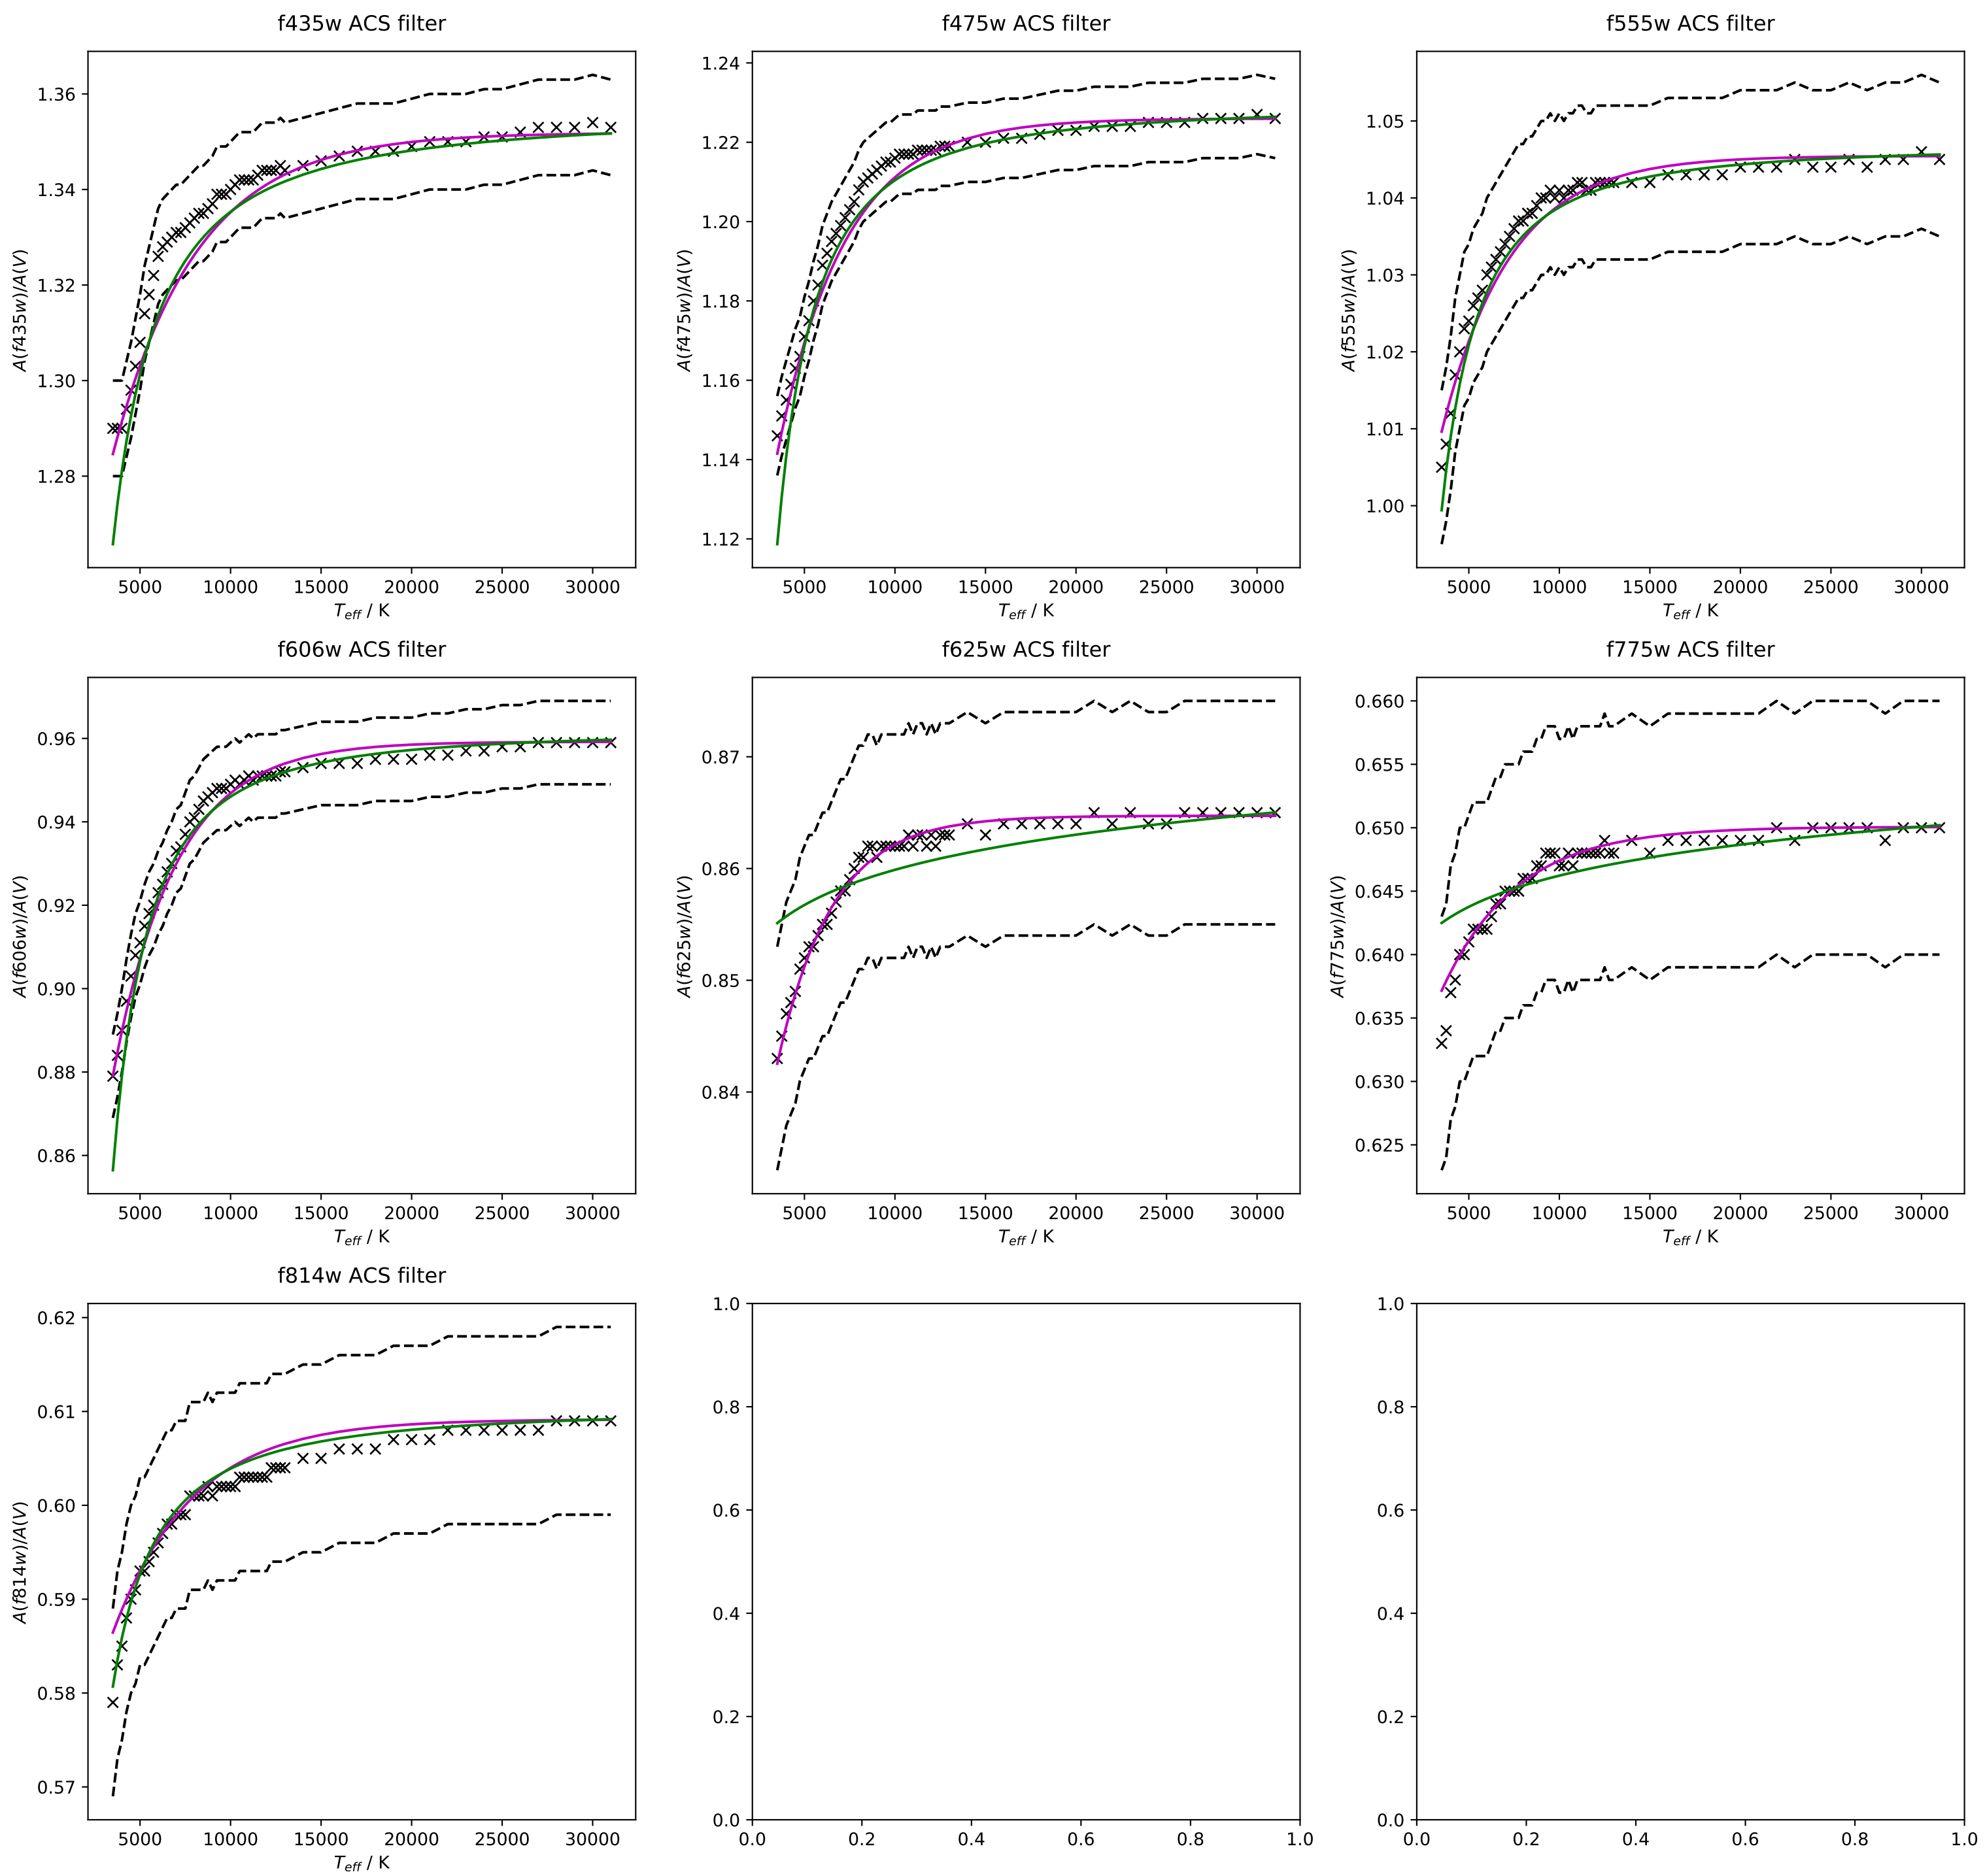 f435w ACS filter
f475w ACS filter
f555w ACS filter
1.36
1.34
1.32
1.30
1.28
A(f435w)/A(V)
5000 10000 15000 20000 25000 30000
T_eff / K
1.24
1.22
1.20
1.18
1.16
1.14
1.12
A(f475w)/A(V)
5000 10000 15000 20000 25000 30000
T_eff / K
1.05
1.04
1.03
1.02
1.01
1.00
A(f555w)/A(V)
5000 10000 15000 20000 25000 30000
T_eff / K
f606w ACS filter
f625w ACS filter
f775w ACS filter
0.96
0.94
0.92
0.90
0.88
0.86
A(f606w)/A(V)
5000 10000 15000 20000 25000 30000
T_eff / K
0.87
0.86
0.85
0.84
A(f625w)/A(V)
5000 10000 15000 20000 25000 30000
T_eff / K
0.660
0.655
0.650
0.645
0.640
0.635
0.630
0.625
A(f775w)/A(V)
5000 10000 15000 20000 25000 30000
T_eff / K
f814w ACS filter
0.62
0.61
0.60
0.59
0.58
0.57
A(f814w)/A(V)
5000 10000 15000 20000 25000 30000
T_eff / K
1.0
0.8
0.6
0.4
0.2
0.0
0.0 0.2 0.4 0.6 0.8 1.0
1.0
0.8
0.6
0.4
0.2
0.0
0.0 0.2 0.4 0.6 0.8 1.0